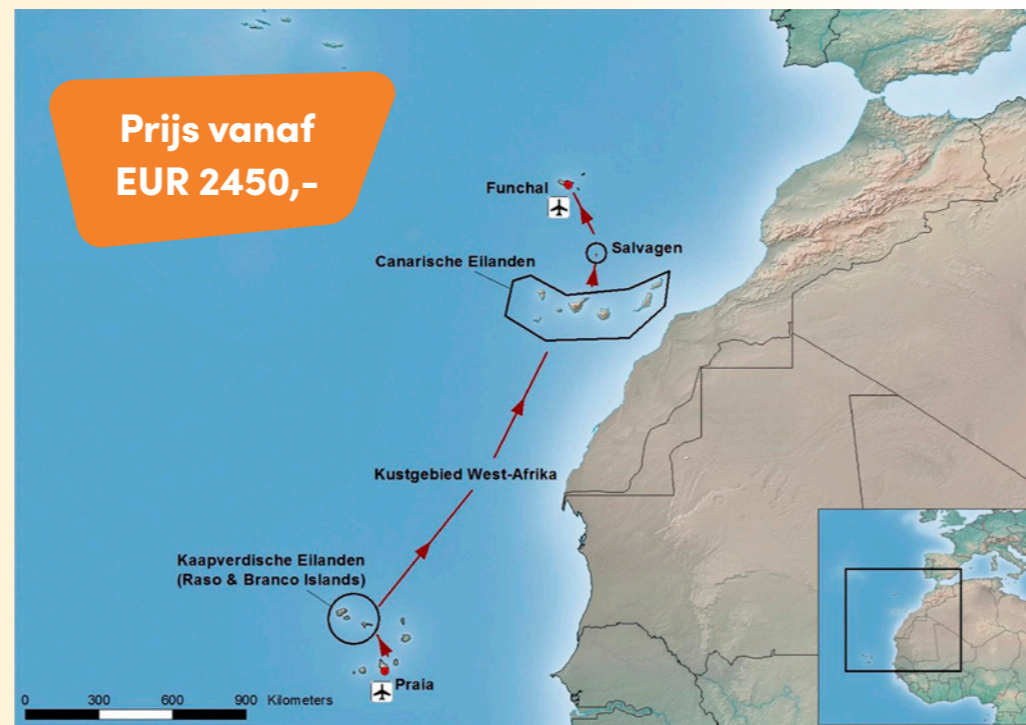 Prijs vanaf
EUR 2450,-
Funchal
Salvagen
Canarische Eilanden
Kustgebied West-Afrika
Kaapverdische Eilanden
(Raso & Branco Islands)
Praia
0 300 600 900 Kilometers